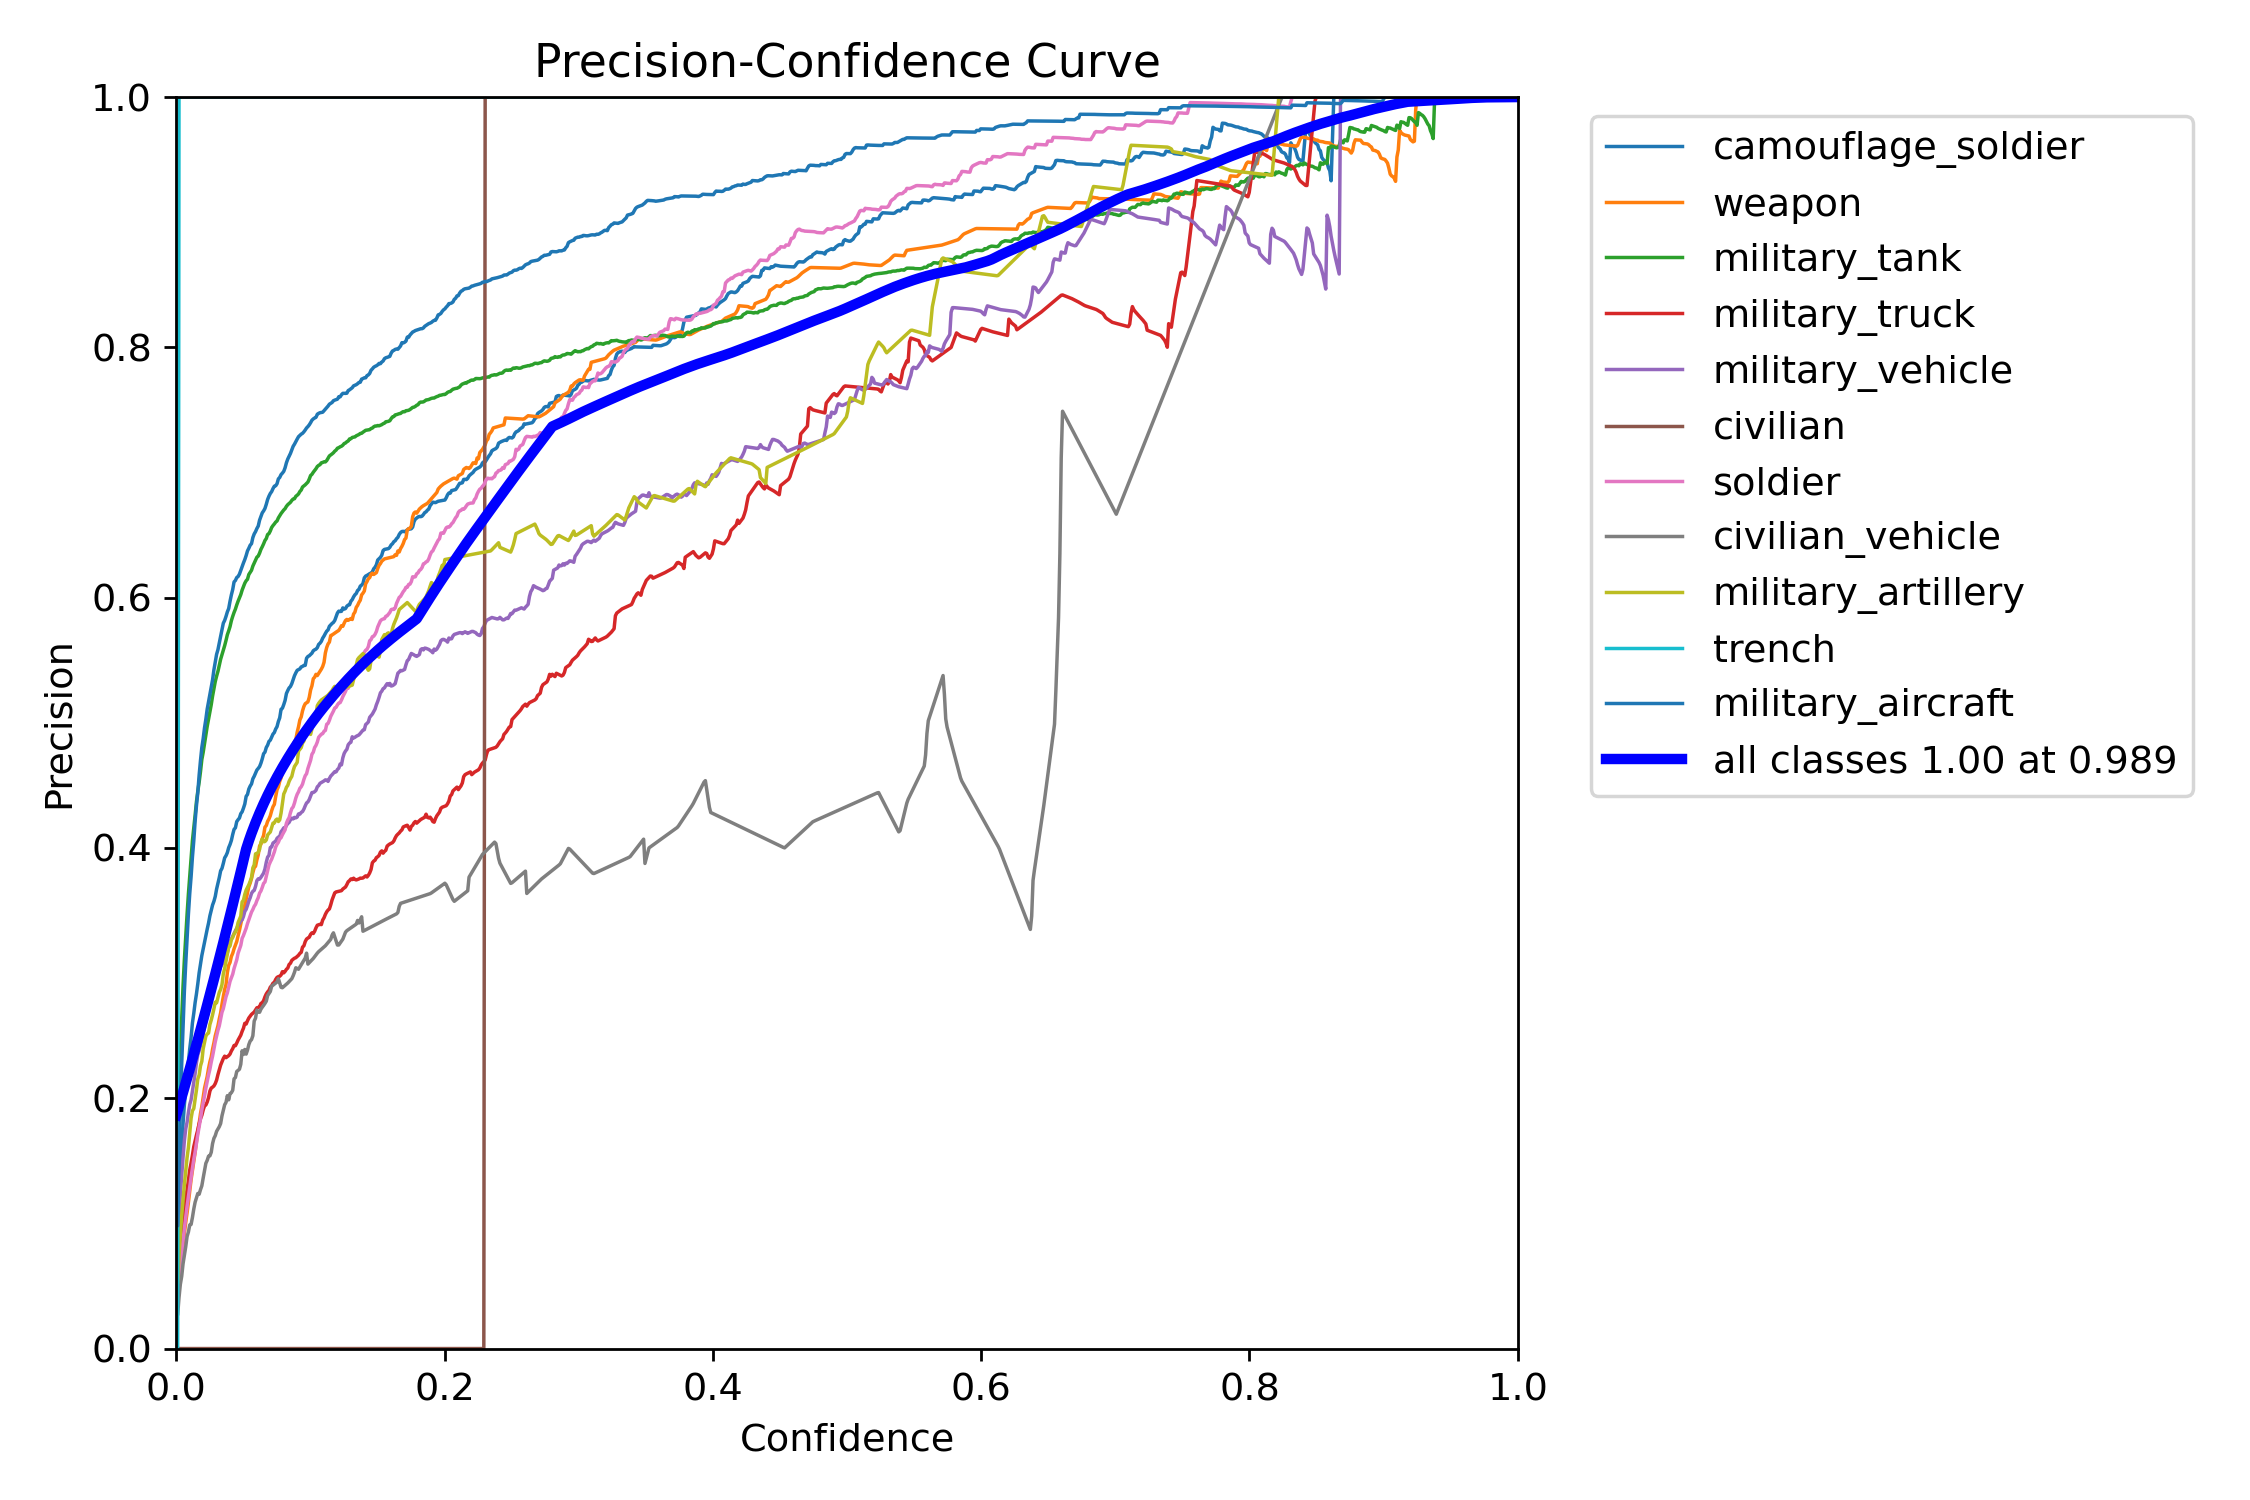 Precision-Confidence Curve
1.0
0.8
0.6
0.4
0.2
0.0
Precision
0.0 0.2 0.4 0.6 0.8 1.0
Confidence
camouflage_soldier
weapon
military_tank
military_truck
military_vehicle
civilian
soldier
civilian_vehicle
military_artillery
trench
military_aircraft
all classes 1.00 at 0.989